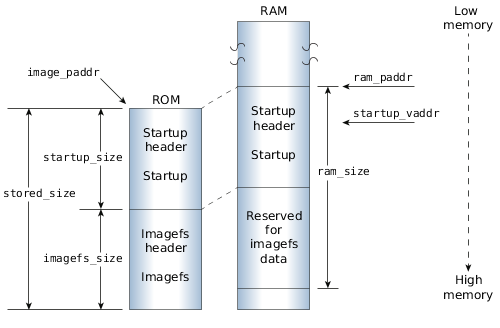 RAM
Low
memory
image_paddr
ram_paddr
ROM
Startup
header
Startup
header
startup_vaddr
startup_size
Startup
Startup
ram_size
stored_size
Imagefs
header
Reserved
for
imagefs
data
imagefs_size
Imagefs
High
memory